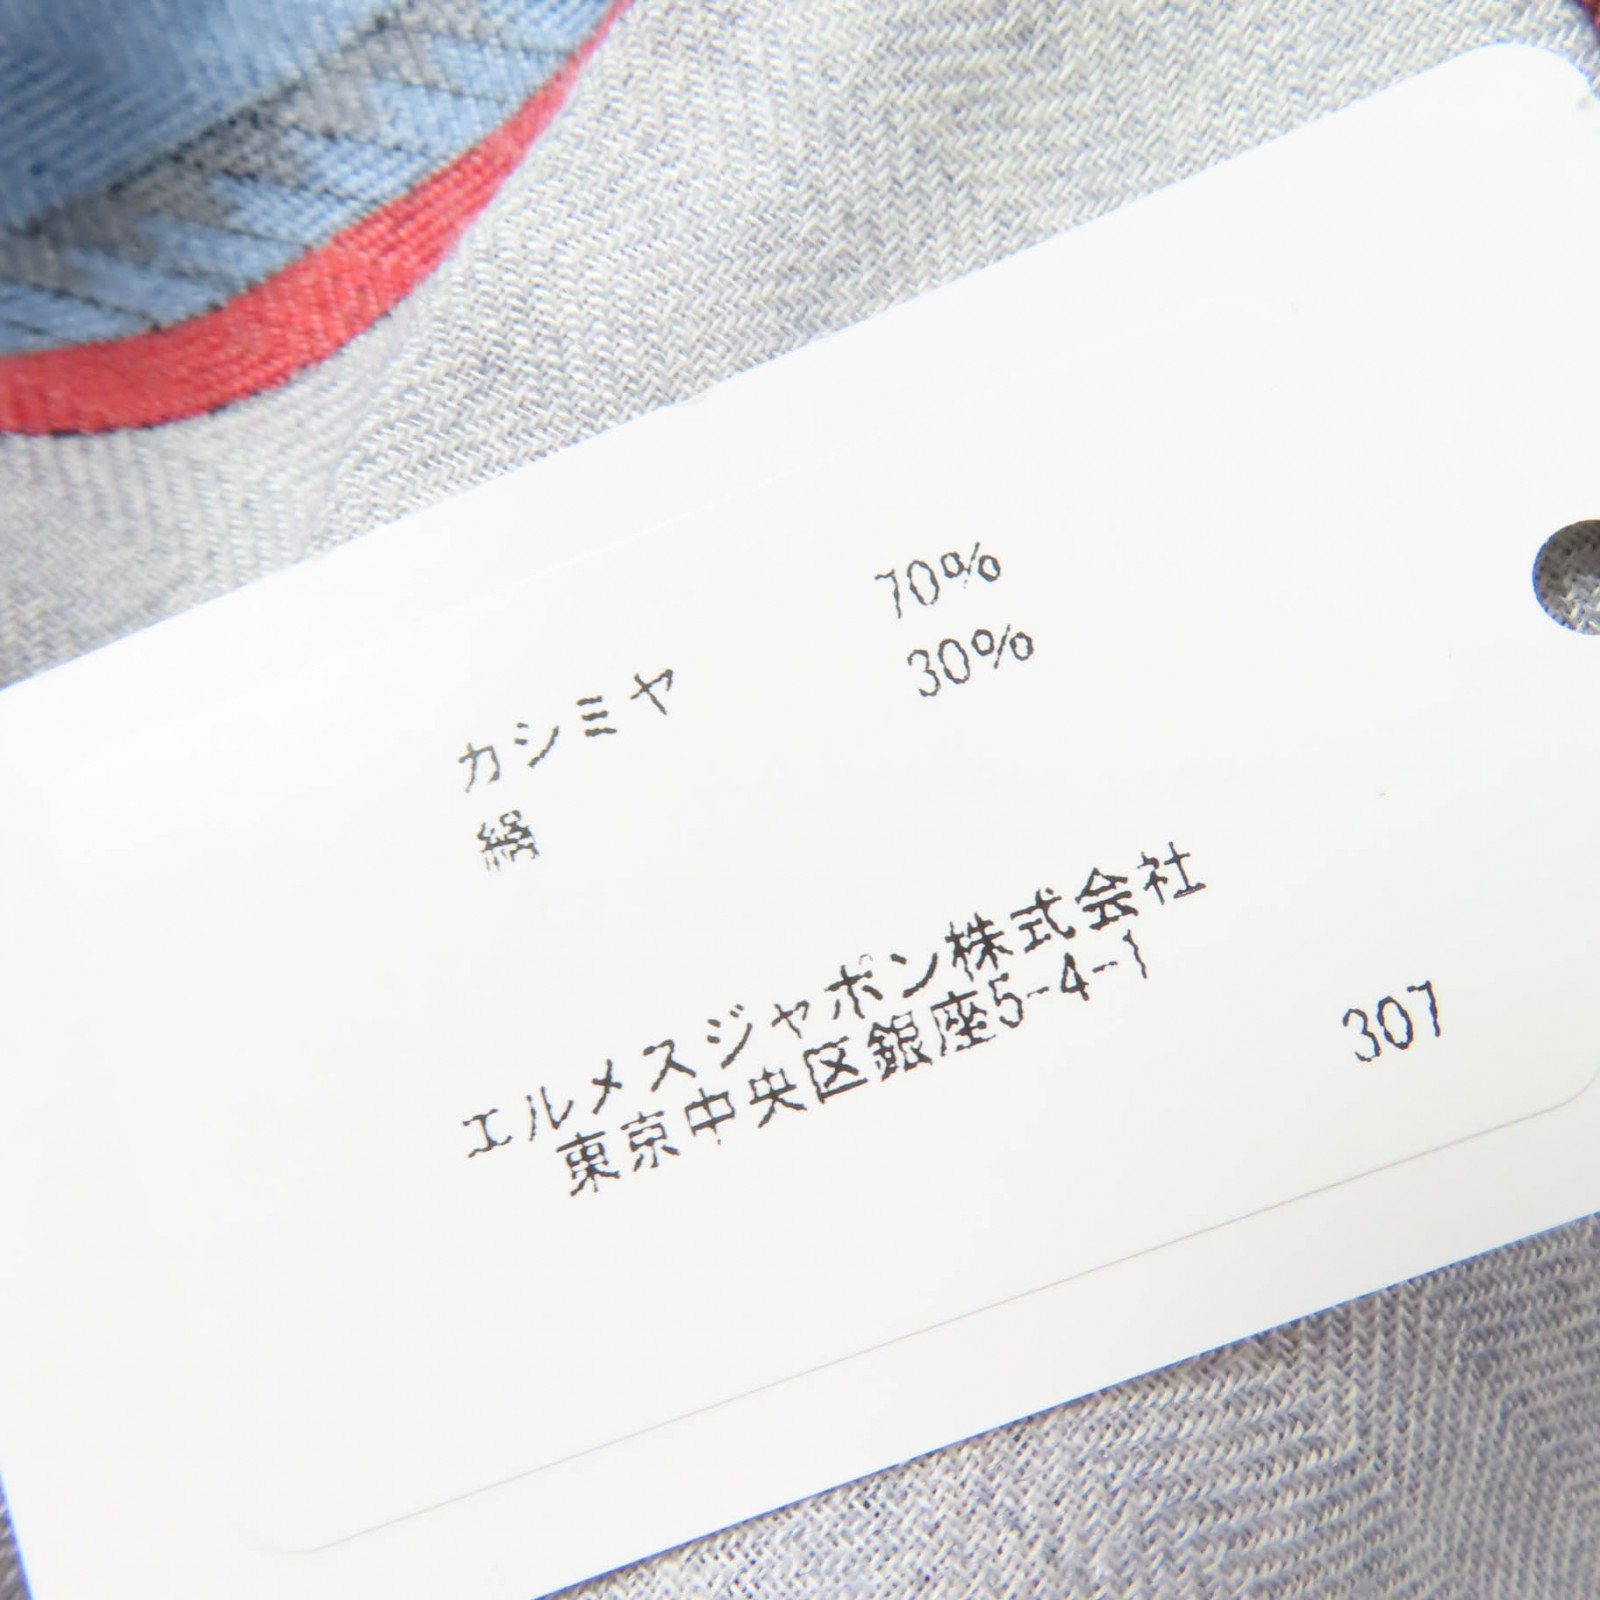 カシミヤ 70%
絹 30%
エルメスジャポン株式会社
東京中央区銀座5-4-1
307